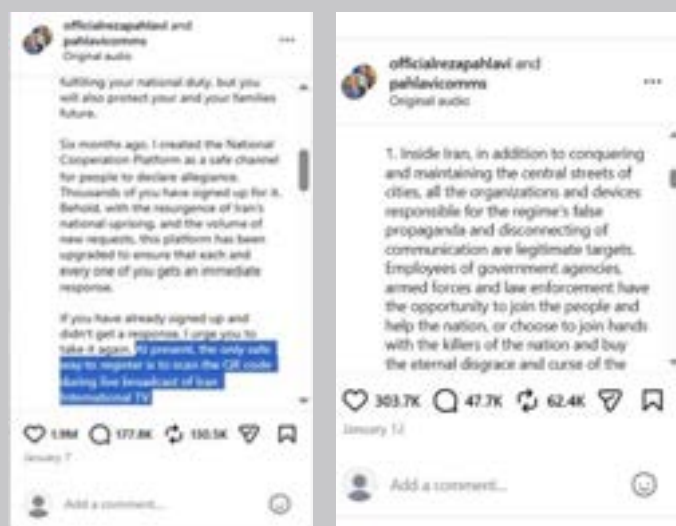 officialrezapahlavi and
pahlavicomms
Original audio
fulfilling your national duty, but you
will also protect your and your families
future.
Six months ago, I created the National
Cooperation Platform as a safe channel
for people to declare allegiance.
Thousands of you have signed up for it.
Behold, with the resurgence of Iran's
national uprising, and the volume of
new requests, this platform has been
upgraded to ensure that each and
every one of you gets an immediate
response.
If you have already signed up and
didn't get a response, I urge you to
take it again. At present, the only safe
way to register is to scan the QR code
during live broadcast of Iran
International TV
1.9M 177.8K 150.5K
January 7
Add a comment...
officialrezapahlavi and
pahlavicomms
Original audio
1. Inside Iran, in addition to conquering
and maintaining the central streets of
cities, all the organizations and devices
responsible for the regime's false
propaganda and disconnecting of
communication are legitimate targets.
Employees of government agencies,
armed forces and law enforcement have
the opportunity to join the people and
help the nation, or choose to join hands
with the killers of the nation and buy
the eternal disgrace and curse of the
303.7K 47.7K 62.4K
January 12
Add a comment...